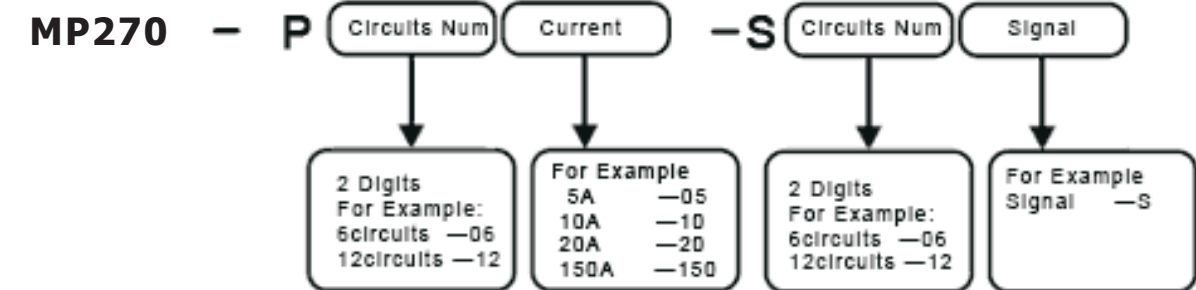 MP270 - P Circuits Num Current -S Circuits Num Signal
2 Digits
For Example:
6circuits —06
12circuits —12
For Example
5A —05
10A —10
20A —20
150A —150
2 Digits
For Example:
6circuits —06
12circuits —12
For Example
Signal —S